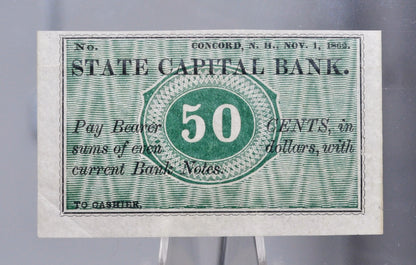 No. CONCORD, N. H., NOV. 1, 1862.
STATE CAPITAL BANK.
50
Pay Bearer CENTS, in
sums of even dollars, with
current Bank Notes.
TO CASHIER,